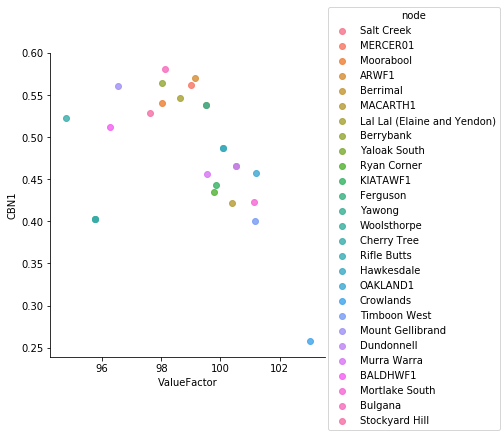 node
Salt Creek
MERCER01
Moorabool
ARWF1
Berrimal
MACARTH1
Lal Lal (Elaine and Yendon)
Berrybank
Yaloak South
Ryan Corner
KIATAWF1
Ferguson
Yawong
Woolsthorpe
Cherry Tree
Rifle Butts
Hawkesdale
OAKLAND1
Crowlands
Timboon West
Mount Gellibrand
Dundonnell
Murra Warra
BALDHWF1
Mortlake South
Bulgana
Stockyard Hill
0.60
0.55
0.50
0.45
0.40
0.35
0.30
0.25
CBN1
96 98 100 102
ValueFactor